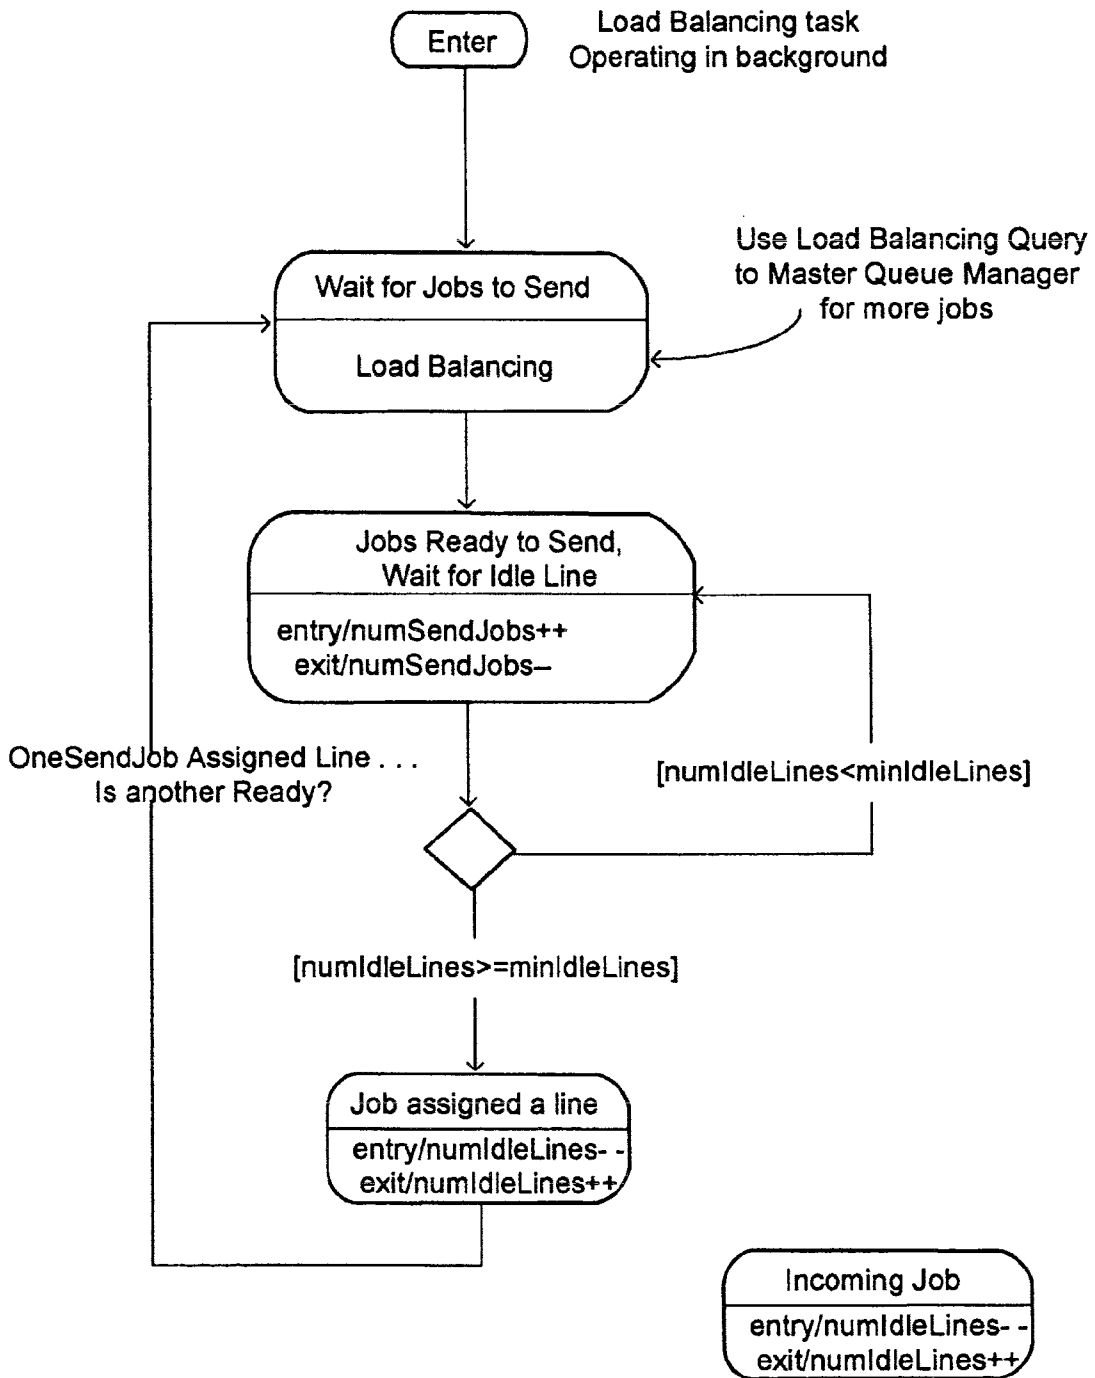 Enter
Load Balancing task
Operating in background
Use Load Balancing Query
to Master Queue Manager
for more jobs
Wait for Jobs to Send
Load Balancing
Jobs Ready to Send,
Wait for Idle Line
entry/numSendJobs++
exit/numSendJobs–
OneSendJob Assigned Line . . .
Is another Ready?
[numIdleLines<minIdleLines]
[numIdleLines>=minIdleLines]
Job assigned a line
entry/numIdleLines- -
exit/numIdleLines++
Incoming Job
entry/numIdleLines- -
exit/numIdleLines++